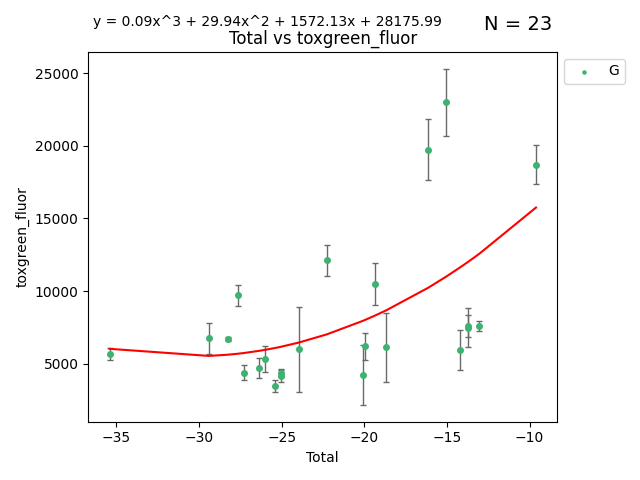 y = 0.09x^3 + 29.94x^2 + 1572.13x + 28175.99
N = 23
Total vs toxgreen_fluor
G
toxgreen_fluor
25000
20000
15000
10000
5000
−35
−30
−25
−20
−15
−10
Total